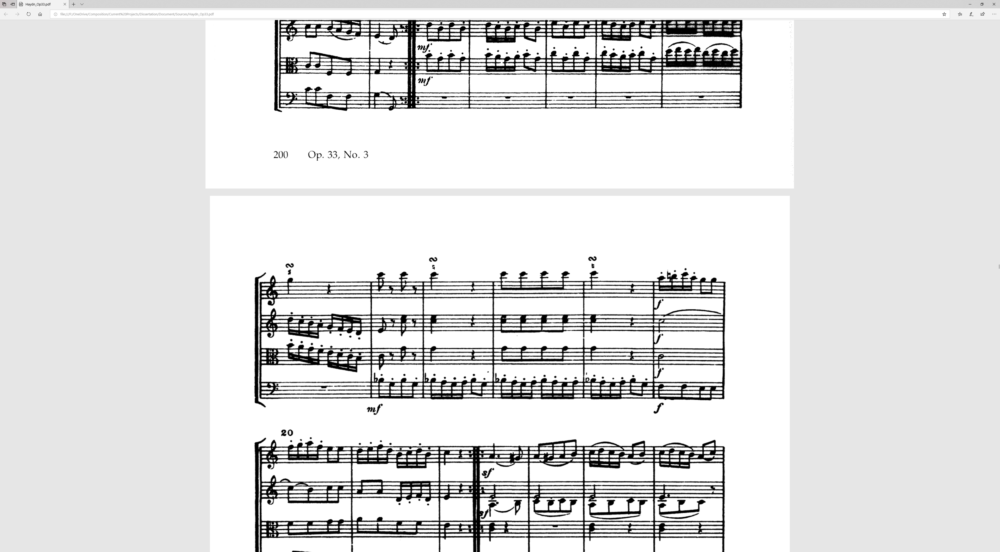 Haydn_Op33.pdf
file:///F:/OneDrive/Composition/Current%20Projects/Dissertation/Document/Sources/Haydn_Op33.pdf
mf
mf
200 Op. 33, No. 3
f
f
f
mf f
20
sf
sf